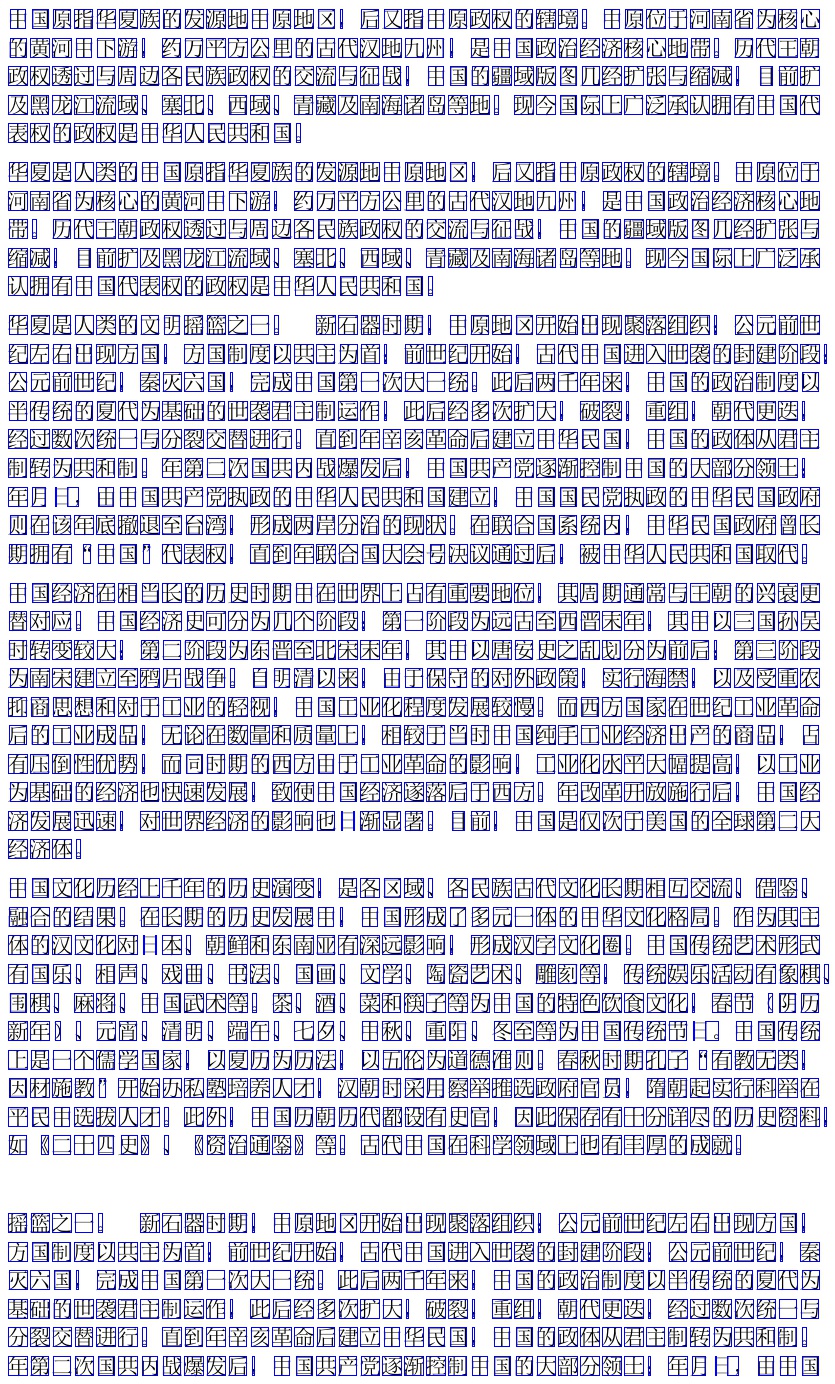 中国原指华夏族的发源地中原地区，后又指中原政权的辖境，中原位于河南省为核心
的黄河中下游，约万平方公里的古代汉地九州，是中国政治经济核心地带，历代王朝
政权透过与周边各民族政权的交流与征战，中国的疆域版图几经扩张与缩减，目前扩
及黑龙江流域、塞北、西域、青藏及南海诸岛等地，现今国际上广泛承认拥有中国代
表权的政权是中华人民共和国。
华夏是人类的中国原指华夏族的发源地中原地区，后又指中原政权的辖境，中原位于
河南省为核心的黄河中下游，约万平方公里的古代汉地九州，是中国政治经济核心地
带，历代王朝政权透过与周边各民族政权的交流与征战，中国的疆域版图几经扩张与
缩减，目前扩及黑龙江流域、塞北、西域、青藏及南海诸岛等地，现今国际上广泛承
认拥有中国代表权的政权是中华人民共和国。
华夏是人类的文明摇篮之一。 新石器时期，中原地区开始出现聚落组织，公元前世
纪左右出现方国，方国制度以共主为首，前世纪开始，古代中国进入世袭的封建阶段，
公元前世纪，秦灭六国，完成中国第一次大一统，此后两千年来，中国的政治制度以
半传统的夏代为基础的世袭君主制运作，此后经多次扩大、破裂、重组、朝代更迭，
经过数次统一与分裂交替进行，直到年辛亥革命后建立中华民国，中国的政体从君主
制转为共和制。年第二次国共内战爆发后，中国共产党逐渐控制中国的大部分领土，
年月日，由中国共产党执政的中华人民共和国建立，中国国民党执政的中华民国政府
则在该年底撤退至台湾，形成两岸分治的现状。在联合国系统内，中华民国政府曾长
期拥有“中国”代表权，直到年联合国大会号决议通过后，被中华人民共和国取代。
中国经济在相当长的历史时期中在世界上占有重要地位，其周期通常与王朝的兴衰更
替对应。中国经济史可分为几个阶段，第一阶段为远古至西晋末年，其中以三国孙吴
时转变较大，第二阶段为东晋至北宋末年，其中以唐安史之乱划分为前后，第三阶段
为南宋建立至鸦片战争。自明清以来，由于保守的对外政策，实行海禁，以及受重农
抑商思想和对于工业的轻视，中国工业化程度发展较慢，而西方国家在世纪工业革命
后的工业成品，无论在数量和质量上，相较于当时中国纯手工业经济出产的商品，占
有压倒性优势，而同时期的西方由于工业革命的影响，工业化水平大幅提高，以工业
为基础的经济也快速发展，致使中国经济遂落后于西方。年改革开放施行后，中国经
济发展迅速，对世界经济的影响也日渐显著，目前，中国是仅次于美国的全球第二大
经济体。
中国文化历经上千年的历史演变，是各区域、各民族古代文化长期相互交流、借鉴、
融合的结果，在长期的历史发展中，中国形成了多元一体的中华文化格局，作为其主
体的汉文化对日本、朝鲜和东南亚有深远影响，形成汉字文化圈。中国传统艺术形式
有国乐、相声、戏曲、书法、国画、文学、陶瓷艺术、雕刻等，传统娱乐活动有象棋、
围棋、麻将、中国武术等。茶、酒、菜和筷子等为中国的特色饮食文化，春节（阴历
新年）、元宵、清明、端午、七夕、中秋、重阳、冬至等为中国传统节日。中国传统
上是一个儒学国家，以夏历为历法，以五伦为道德准则。春秋时期孔子“有教无类，
因材施教”开始办私塾培养人才，汉朝时采用察举推选政府官员，隋朝起实行科举在
平民中选拔人才。此外，中国历朝历代都设有史官，因此保存有十分详尽的历史资料，
如《二十四史》、《资治通鉴》等。古代中国在科学领域上也有丰厚的成就。
摇篮之一。 新石器时期，中原地区开始出现聚落组织，公元前世纪左右出现方国，
方国制度以共主为首，前世纪开始，古代中国进入世袭的封建阶段，公元前世纪，秦
灭六国，完成中国第一次大一统，此后两千年来，中国的政治制度以半传统的夏代为
基础的世袭君主制运作，此后经多次扩大、破裂、重组、朝代更迭，经过数次统一与
分裂交替进行，直到年辛亥革命后建立中华民国，中国的政体从君主制转为共和制。
年第二次国共内战爆发后，中国共产党逐渐控制中国的大部分领土，年月日，由中国